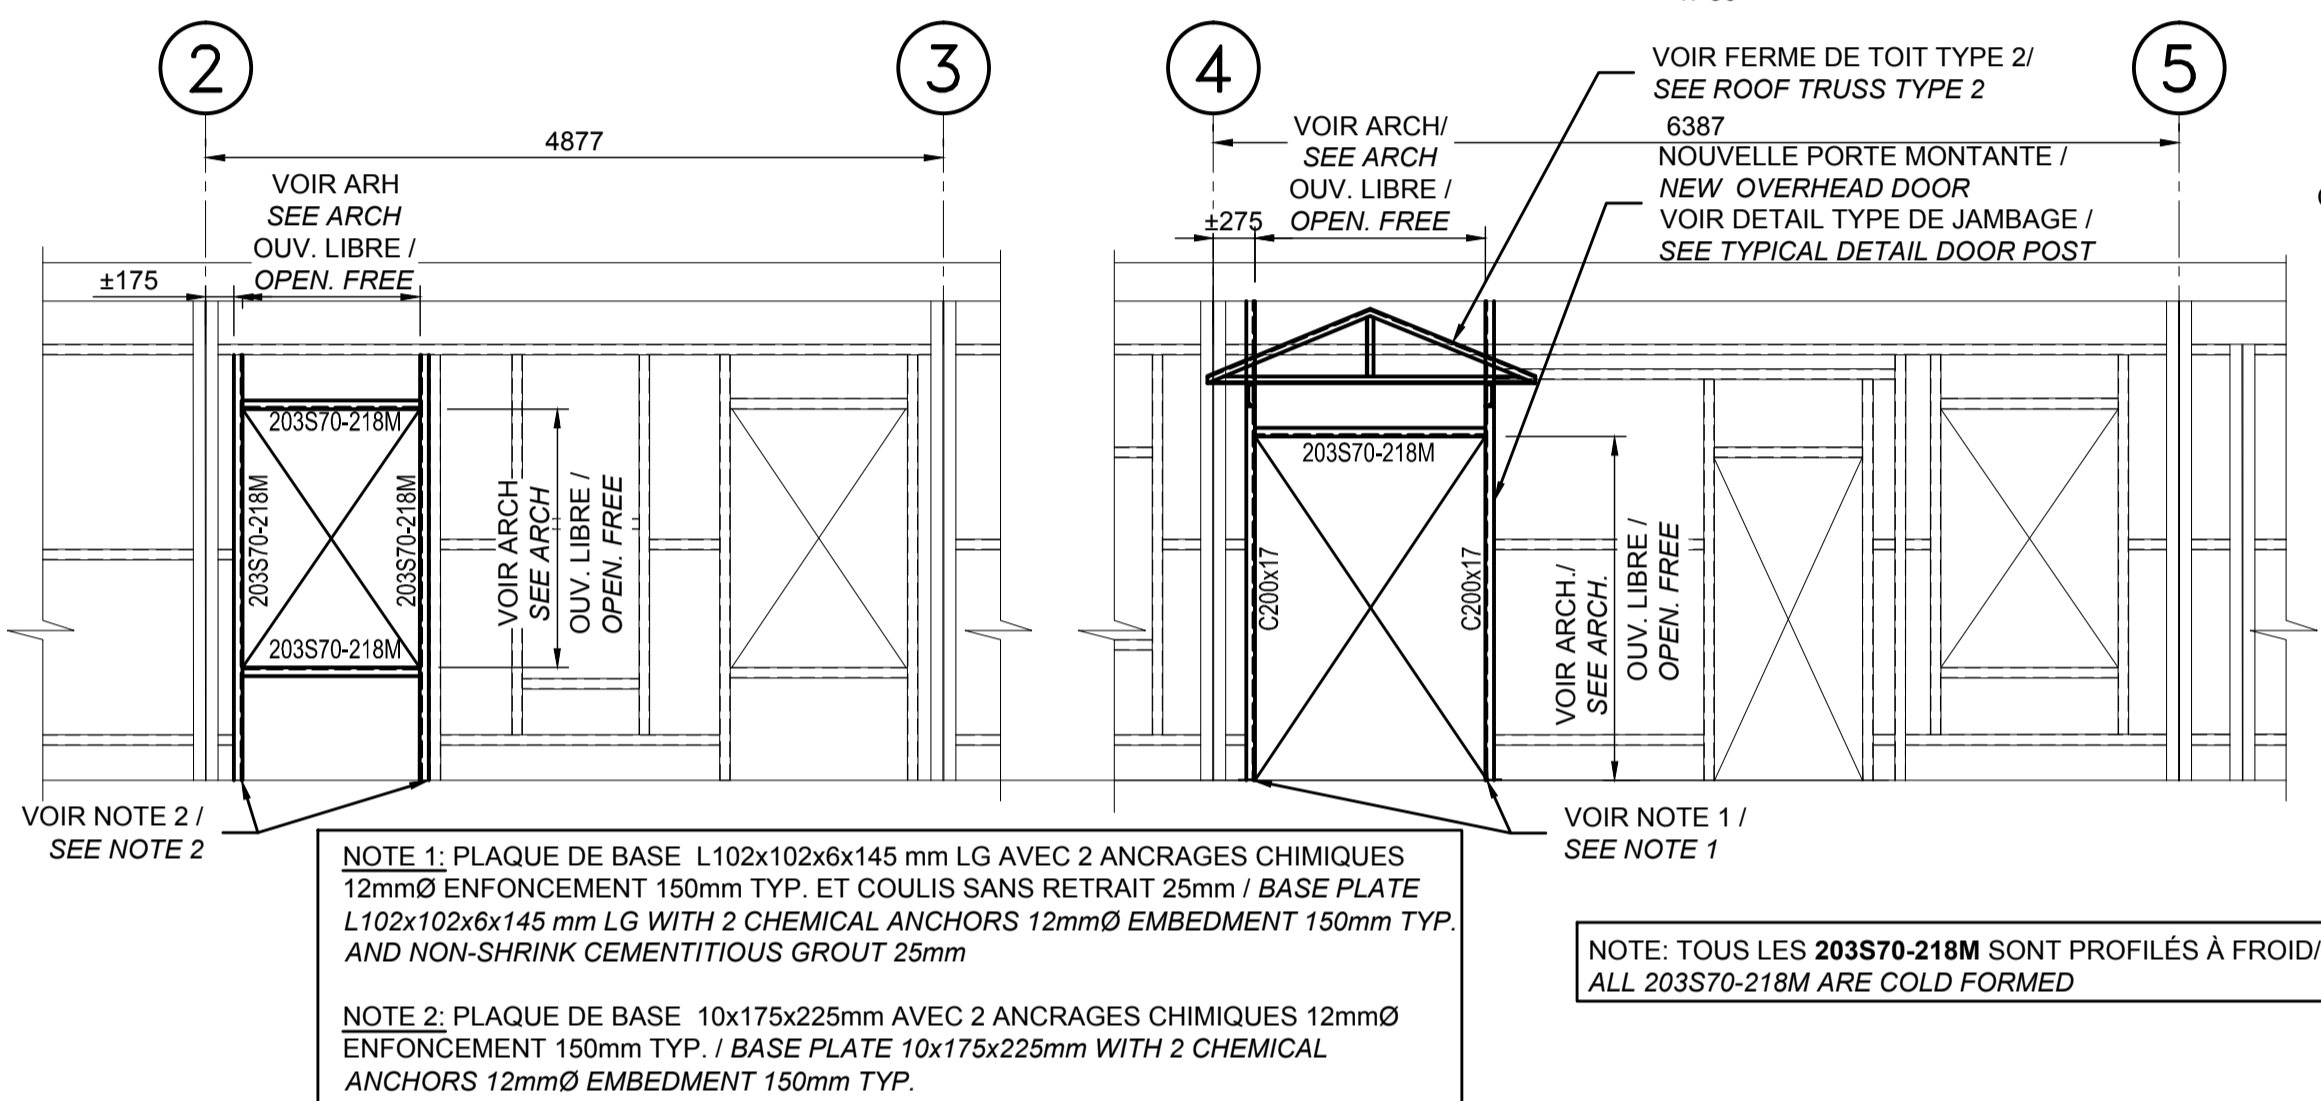 2
3
4
5
4877
VOIR ARH
SEE ARCH
OUV. LIBRE /
OPEN. FREE
±175
VOIR ARCH/
SEE ARCH
OUV. LIBRE /
OPEN. FREE
±275
6387
VOIR FERME DE TOIT TYPE 2/
SEE ROOF TRUSS TYPE 2
NOUVELLE PORTE MONTANTE /
NEW OVERHEAD DOOR
VOIR DETAIL TYPE DE JAMBAGE /
SEE TYPICAL DETAIL DOOR POST
203S70-218M
203S70-218M
203S70-218M
203S70-218M
VOIR ARCH
SEE ARCH
OUV. LIBRE /
OPEN. FREE
203S70-218M
C200x17
C200x17
VOIR ARCH./
SEE ARCH.
OUV. LIBRE /
OPEN. FREE
VOIR NOTE 2 /
SEE NOTE 2
VOIR NOTE 1 /
SEE NOTE 1
NOTE 1: PLAQUE DE BASE L102x102x6x145 mm LG AVEC 2 ANCRAGES CHIMIQUES
12mmØ ENFONCEMENT 150mm TYP. ET COULIS SANS RETRAIT 25mm / BASE PLATE
L102x102x6x145 mm LG WITH 2 CHEMICAL ANCHORS 12mmØ EMBEDMENT 150mm TYP.
AND NON-SHRINK CEMENTITIOUS GROUT 25mm
NOTE 2: PLAQUE DE BASE 10x175x225mm AVEC 2 ANCRAGES CHIMIQUES 12mmØ
ENFONCEMENT 150mm TYP. / BASE PLATE 10x175x225mm WITH 2 CHEMICAL
ANCHORS 12mmØ EMBEDMENT 150mm TYP.
NOTE: TOUS LES 203S70-218M SONT PROFILÉS À FROID/
ALL 203S70-218M ARE COLD FORMED